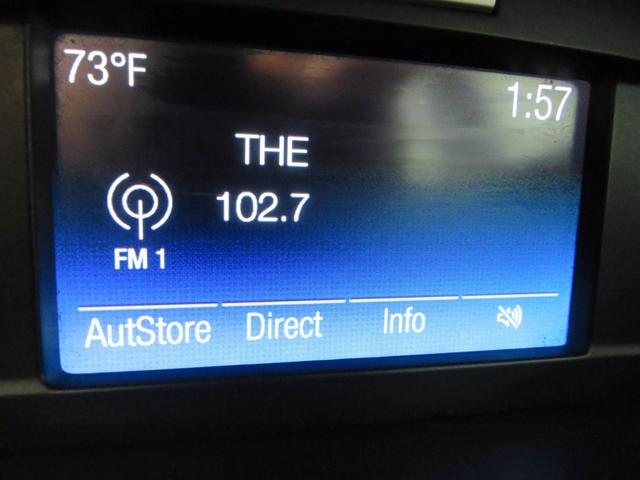 73°F
1:57
THE
102.7
FM 1
AutStore Direct Info